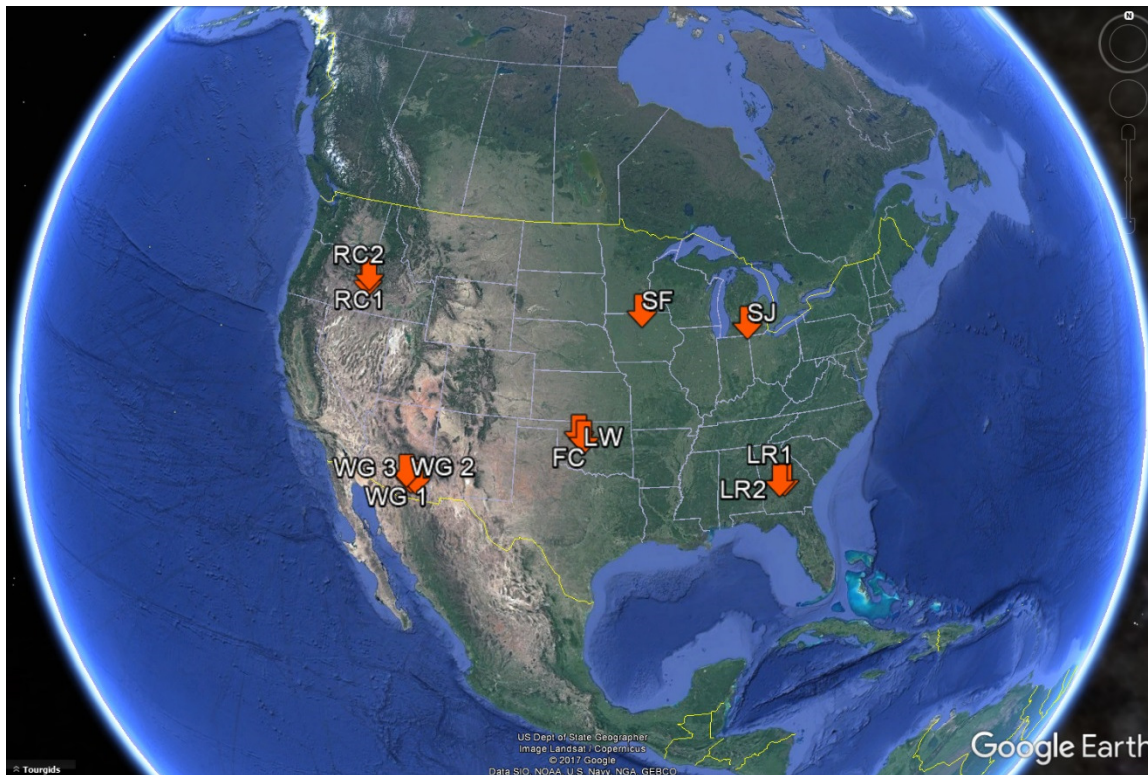 N
RC2
RC1
SF
SJ
LW
FC
WG 3
WG 2
WG 1
LR1
LR2
US Dept of State Geographer
Image Landsat / Copernicus
© 2017 Google
Data SIO, NOAA, U.S. Navy, NGA, GEBCO
Google Earth
Tourgids